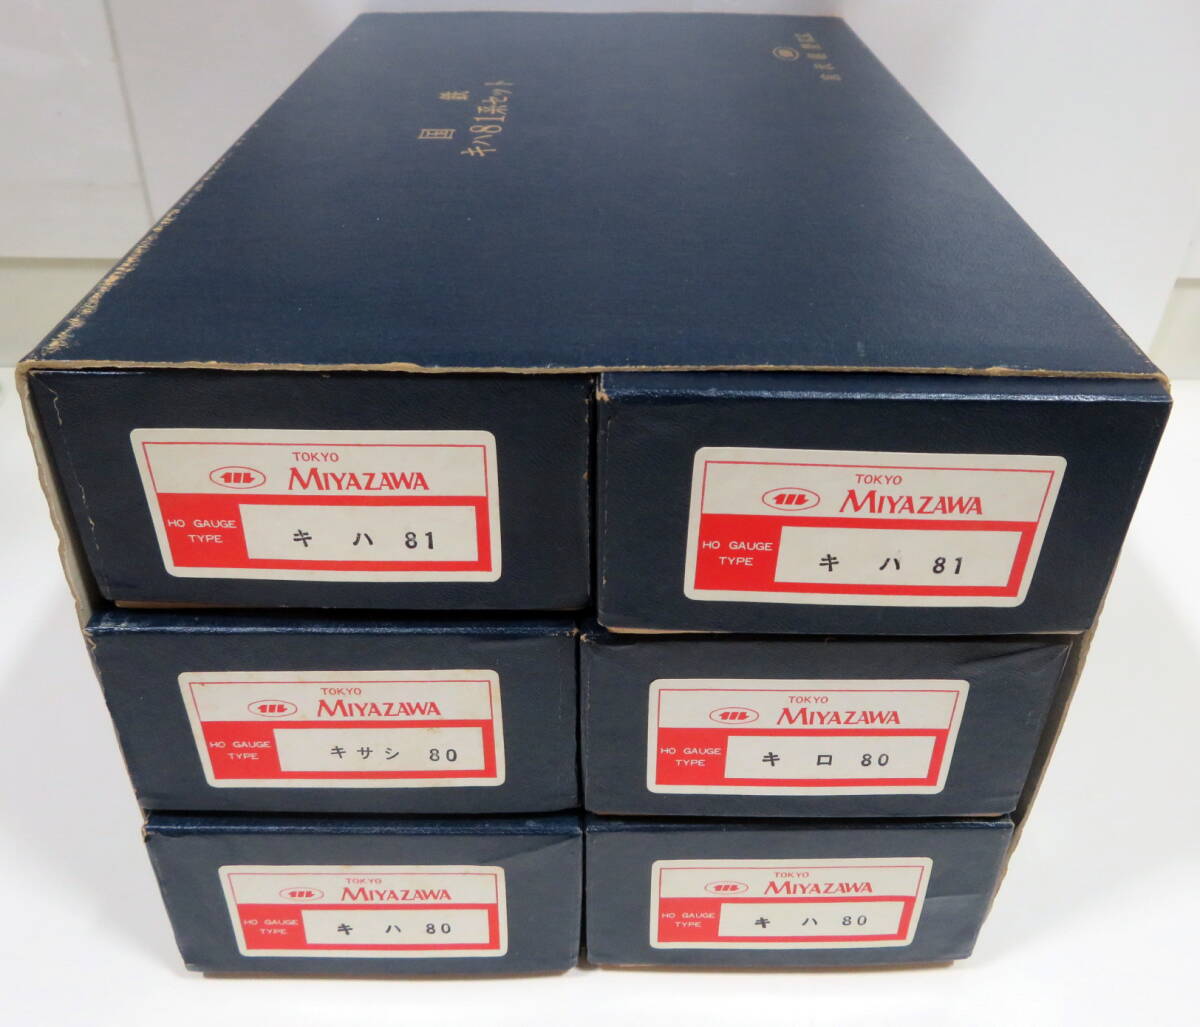 国鉄
キハ81系セット
TOKYO
MIYAZAWA
HO GAUGE
TYPE
キハ 81
TOKYO
MIYAZAWA
HO GAUGE
TYPE
キハ 81
TOKYO
MIYAZAWA
HO GAUGE
TYPE
キサシ 80
TOKYO
MIYAZAWA
HO GAUGE
TYPE
キロ 80
TOKYO
MIYAZAWA
HO GAUGE
TYPE
キハ 80
TOKYO
MIYAZAWA
HO GAUGE
TYPE
キハ 80